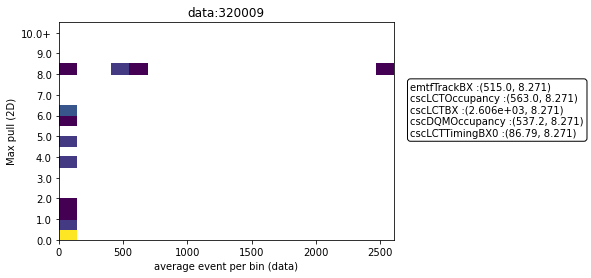 data:320009
Max pull (2D)
10.0+
9.0
8.0
7.0
6.0
5.0
4.0
3.0
2.0
1.0
0.0
0
500
1000
1500
2000
2500
average event per bin (data)
emtfTrackBX :(515.0, 8.271)
cscLCTOccupancy :(563.0, 8.271)
cscLCTBX :(2.606e+03, 8.271)
cscDQMOccupancy :(537.2, 8.271)
cscLCTTimingBX0 :(86.79, 8.271)